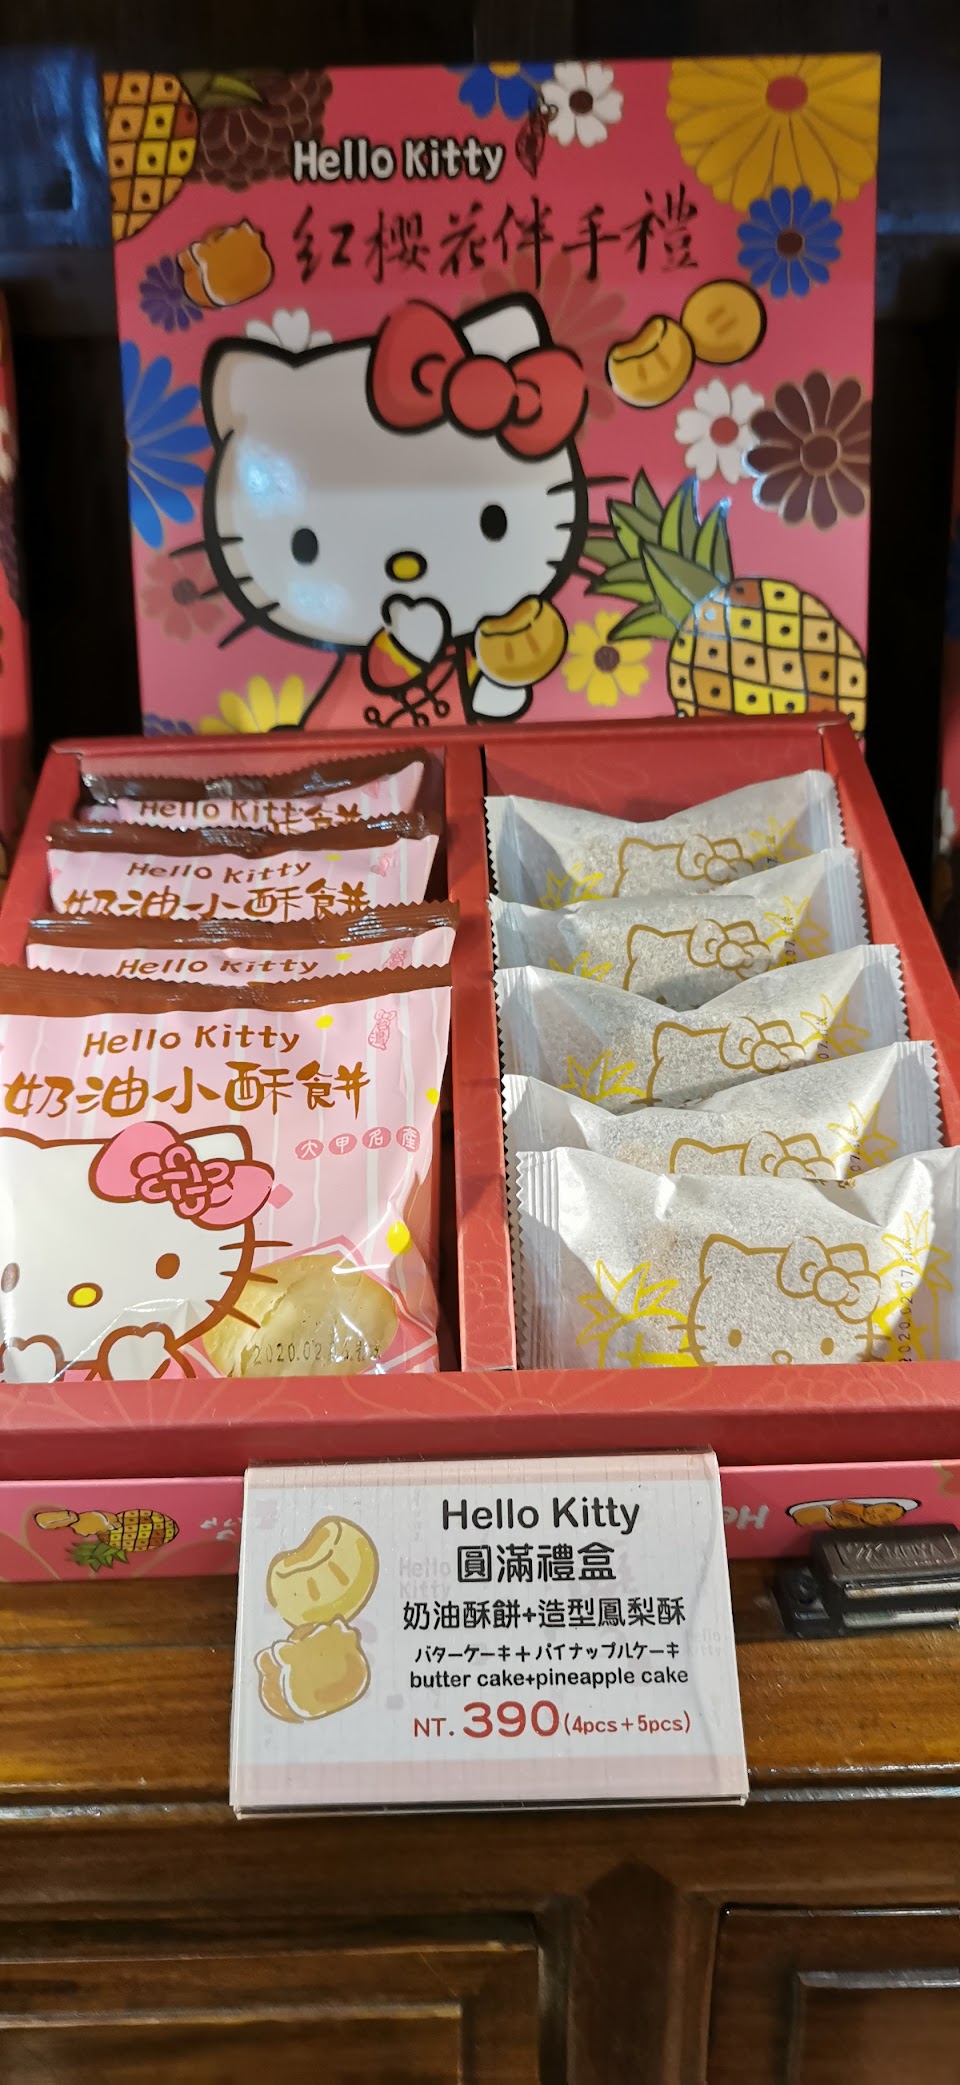 Hello Kitty
紅櫻花伴手禮
Hello Kitty
Hello Kitty
奶油小酥餅
Hello Kitty
Hello Kitty
奶油小酥餅
大甲名產
Hello Kitty
圓滿禮盒
奶油酥餅+造型鳳梨酥
バターケーキ+パイナップルケーキ
butter cake+pineapple cake
NT. 390(4pcs+5pcs)